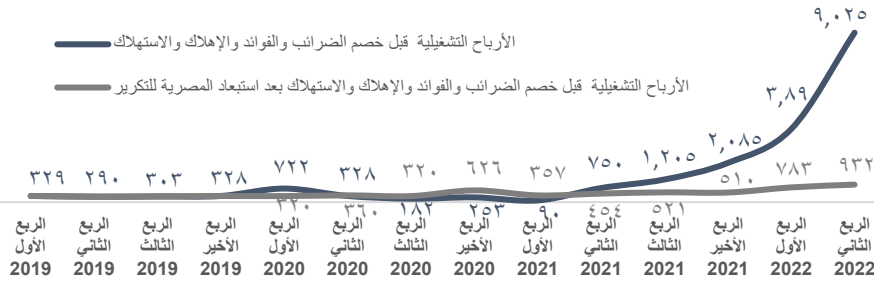 ٩,٠٢٥
الأرباح التشغيلية قبل خصم الضرائب والفوائد والإهلاك والاستهلاك
الأرباح التشغيلية قبل خصم الضرائب والفوائد والإهلاك والاستهلاك بعد استبعاد المصرية للتكرير
٣,٨٩
٢,٠٨٥
٣٢٩ ٢٩٠ ٣٠٣ ٣٢٨ ٧٢٢ ٣٢٨ ٣٢٠ ٦٢٦ ٣٥٧ ٧٥٠ ١,٢٠٥ ٥١٠ ٧٨٣ ٩٣٢
٣٢٠ ٣٦٠ ١٨٢ ٢٥٣ ٩٠ ٤٥٤ ٥٢١
الربع الأول 2019
الربع الثاني 2019
الربع الثالث 2019
الربع الأخير 2019
الربع الأول 2020
الربع الثاني 2020
الربع الثالث 2020
الربع الأخير 2020
الربع الأول 2021
الربع الثاني 2021
الربع الثالث 2021
الربع الأخير 2021
الربع الأول 2022
الربع الثاني 2022